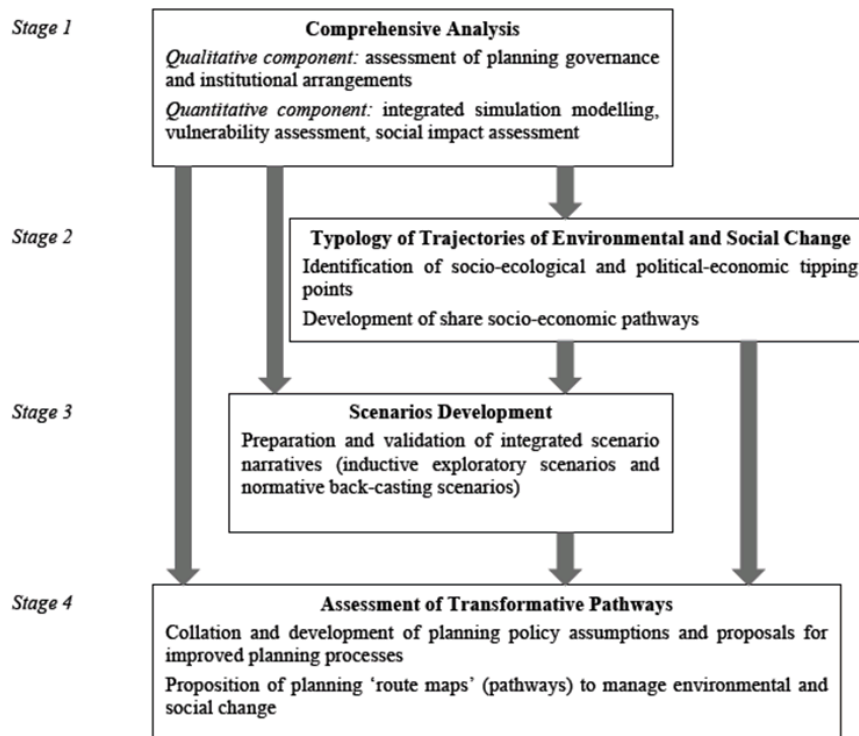 Stage 1
Comprehensive Analysis
Qualitative component: assessment of planning governance
and institutional arrangements
Quantitative component: integrated simulation modelling,
vulnerability assessment, social impact assessment
Stage 2
Typology of Trajectories of Environmental and Social Change
Identification of socio-ecological and political-economic tipping
points
Development of share socio-economic pathways
Stage 3
Scenarios Development
Preparation and validation of integrated scenario
narratives (inductive exploratory scenarios and
normative back-casting scenarios)
Stage 4
Assessment of Transformative Pathways
Collation and development of planning policy assumptions and proposals for
improved planning processes
Proposition of planning ‘route maps’ (pathways) to manage environmental and
social change